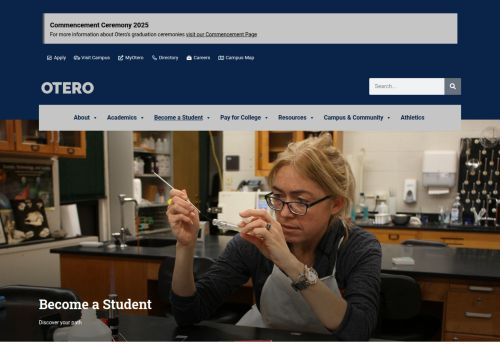 Commencement Ceremony 2025
For more information about Otero's graduation ceremonies visit our Commencement Page
Apply Visit Campus MyOtero Directory Careers Campus Map
OTERO
Search...
About Academics Become a Student Pay for College Resources Campus & Community Athletics
Become a Student
Discover your path